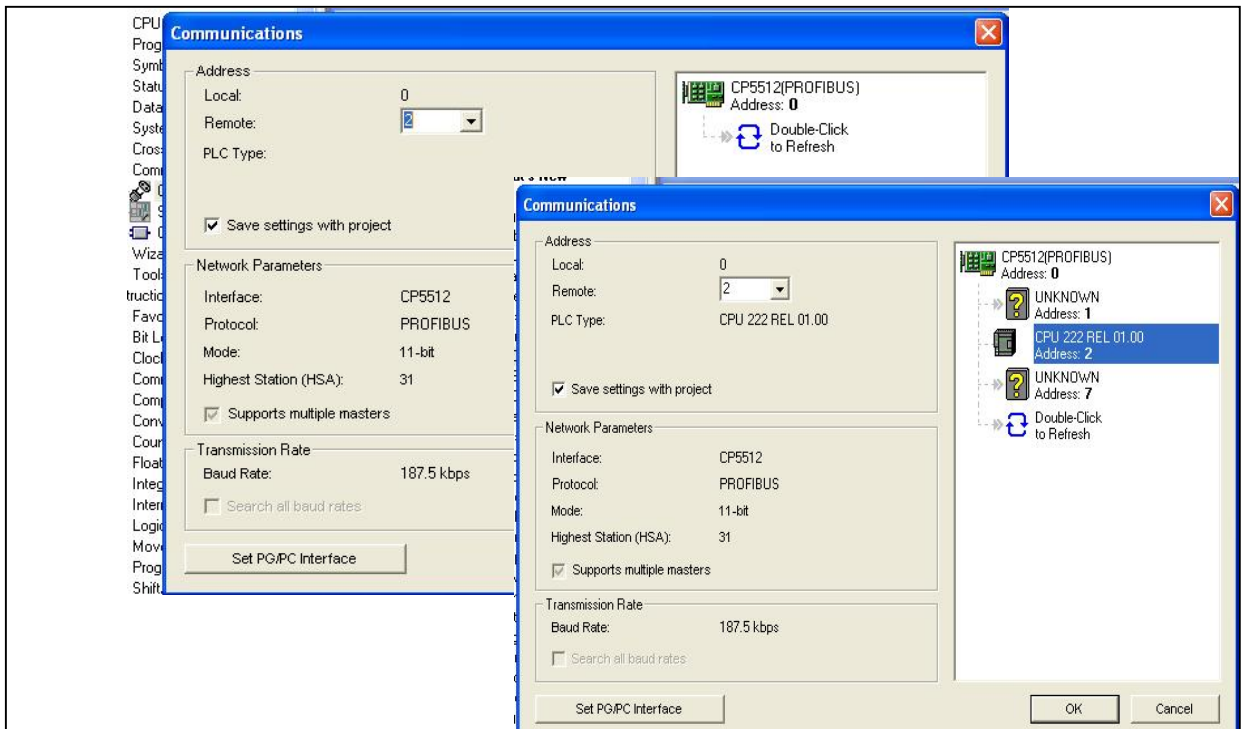 CPU
Prog
Symb
Statu
Data
Syste
Cros
Comm
Wiza
Tool
tructio
Favo
Bit L
Clock
Comm
Comp
Conv
Coun
Float
Integ
Inter
Logic
Move
Prog
Shift
Communications
Address
Local: 0
Remote: 2
PLC Type:
Save settings with project
Network Parameters
Interface: CP5512
Protocol: PROFIBUS
Mode: 11-bit
Highest Station (HSA): 31
Supports multiple masters
Transmission Rate
Baud Rate: 187.5 kbps
Search all baud rates
Set PG/PC Interface
CP5512(PROFIBUS)
Address: 0
Double-Click
to Refresh
Communications
Address
Local: 0
Remote: 2
PLC Type: CPU 222 REL 01.00
Save settings with project
Network Parameters
Interface: CP5512
Protocol: PROFIBUS
Mode: 11-bit
Highest Station (HSA): 31
Supports multiple masters
Transmission Rate
Baud Rate: 187.5 kbps
Search all baud rates
Set PG/PC Interface
CP5512(PROFIBUS)
Address: 0
UNKNOWN
Address: 1
CPU 222 REL 01.00
Address: 2
UNKNOWN
Address: 7
Double-Click
to Refresh
OK
Cancel